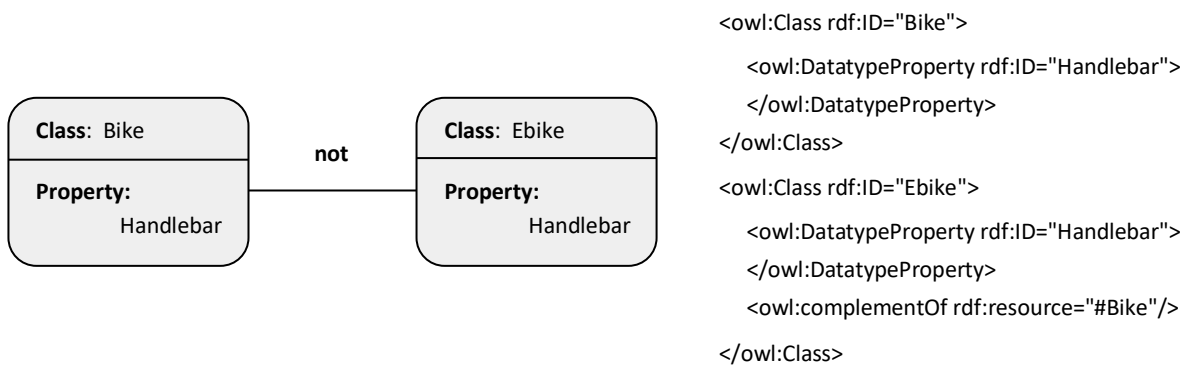 Class: Bike
Property:
Handlebar
not
Class: Ebike
Property:
Handlebar
<owl:Class rdf:ID="Bike">
<owl:DatatypeProperty rdf:ID="Handlebar">
</owl:DatatypeProperty>
</owl:Class>
<owl:Class rdf:ID="Ebike">
<owl:DatatypeProperty rdf:ID="Handlebar">
</owl:DatatypeProperty>
<owl:complementOf rdf:resource="#Bike"/>
</owl:Class>